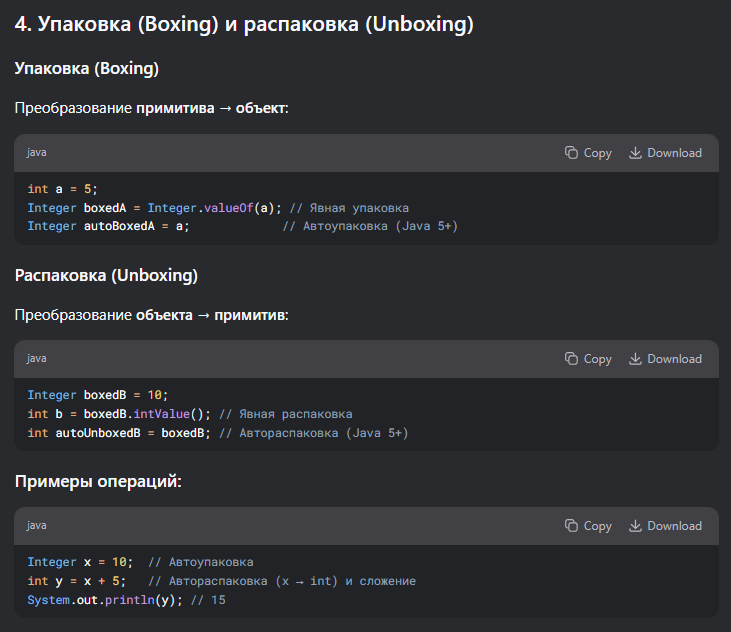 4. Упаковка (Boxing) и распаковка (Unboxing)
Упаковка (Boxing)
Преобразование примитива → объект:
java Copy Download
int a = 5;
Integer boxedA = Integer.valueOf(a); // Явная упаковка
Integer autoBoxedA = a;             // Автоупаковка (Java 5+)
Распаковка (Unboxing)
Преобразование объекта → примитив:
java Copy Download
Integer boxedB = 10;
int b = boxedB.intValue(); // Явная распаковка
int autoUnboxedB = boxedB; // Автораспаковка (Java 5+)
Примеры операций:
java Copy Download
Integer x = 10;  // Автоупаковка
int y = x + 5;   // Автораспаковка (x → int) и сложение
System.out.println(y); // 15